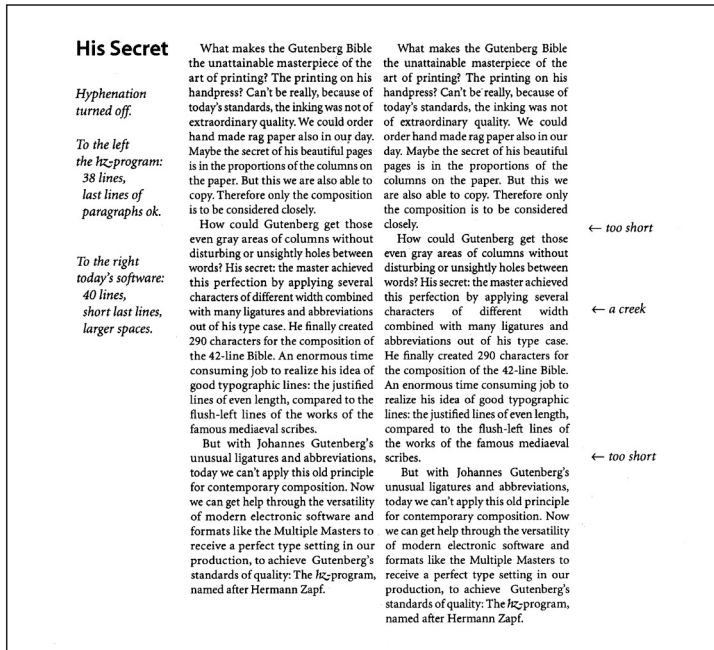 His Secret
Hyphenation
turned off.
To the left
the hz-program:
38 lines,
last lines of
paragraphs ok.
To the right
today's software:
40 lines,
short last lines,
larger spaces.
What makes the Gutenberg Bible
the unattainable masterpiece of the
art of printing? The printing on his
handpress? Can't be really, because of
today's standards, the inking was not of
extraordinary quality. We could order
hand made rag paper also in our day.
Maybe the secret of his beautiful pages
is in the proportions of the columns on
the paper. But this we are also able to
copy. Therefore only the composition
is to be considered closely.
How could Gutenberg get those
even gray areas of columns without
disturbing or unsightly holes between
words? His secret: the master achieved
this perfection by applying several
characters of different width combined
with many ligatures and abbreviations
out of his type case. He finally created
290 characters for the composition of
the 42-line Bible. An enormous time
consuming job to realize his idea of
good typographic lines: the justified
lines of even length, compared to the
flush-left lines of the works of the
famous mediaeval scribes.
But with Johannes Gutenberg's
unusual ligatures and abbreviations,
today we can't apply this old principle
for contemporary composition. Now
we can get help through the versatility
of modern electronic software and
formats like the Multiple Masters to
receive a perfect type setting in our
production, to achieve Gutenberg's
standards of quality: The hz-program,
named after Hermann Zapf.
What makes the Gutenberg Bible
the unattainable masterpiece of the
art of printing? The printing on his
handpress? Can't be really, because of
today's standards, the inking was not
of extraordinary quality. We could
order hand made rag paper also in our
day. Maybe the secret of his beautiful
pages is in the proportions of the
columns on the paper. But this we
are also able to copy. Therefore only
the composition is to be considered
closely.
How could Gutenberg get those
even gray areas of columns without
disturbing or unsightly holes between
words? His secret: the master achieved
this perfection by applying several
characters of different width
combined with many ligatures and
abbreviations out of his type case.
He finally created 290 characters for
the composition of the 42-line Bible.
An enormous time consuming job to
realize his idea of good typographic
lines: the justified lines of even length,
compared to the flush-left lines of
the works of the famous mediaeval
scribes.
But with Johannes Gutenberg's
unusual ligatures and abbreviations,
today we can't apply this old principle
for contemporary composition. Now
we can get help through the versatility
of modern electronic software and
formats like the Multiple Masters to
receive a perfect type setting in our
production, to achieve Gutenberg's
standards of quality: The hz-program,
named after Hermann Zapf.
← too short
← a creek
← too short